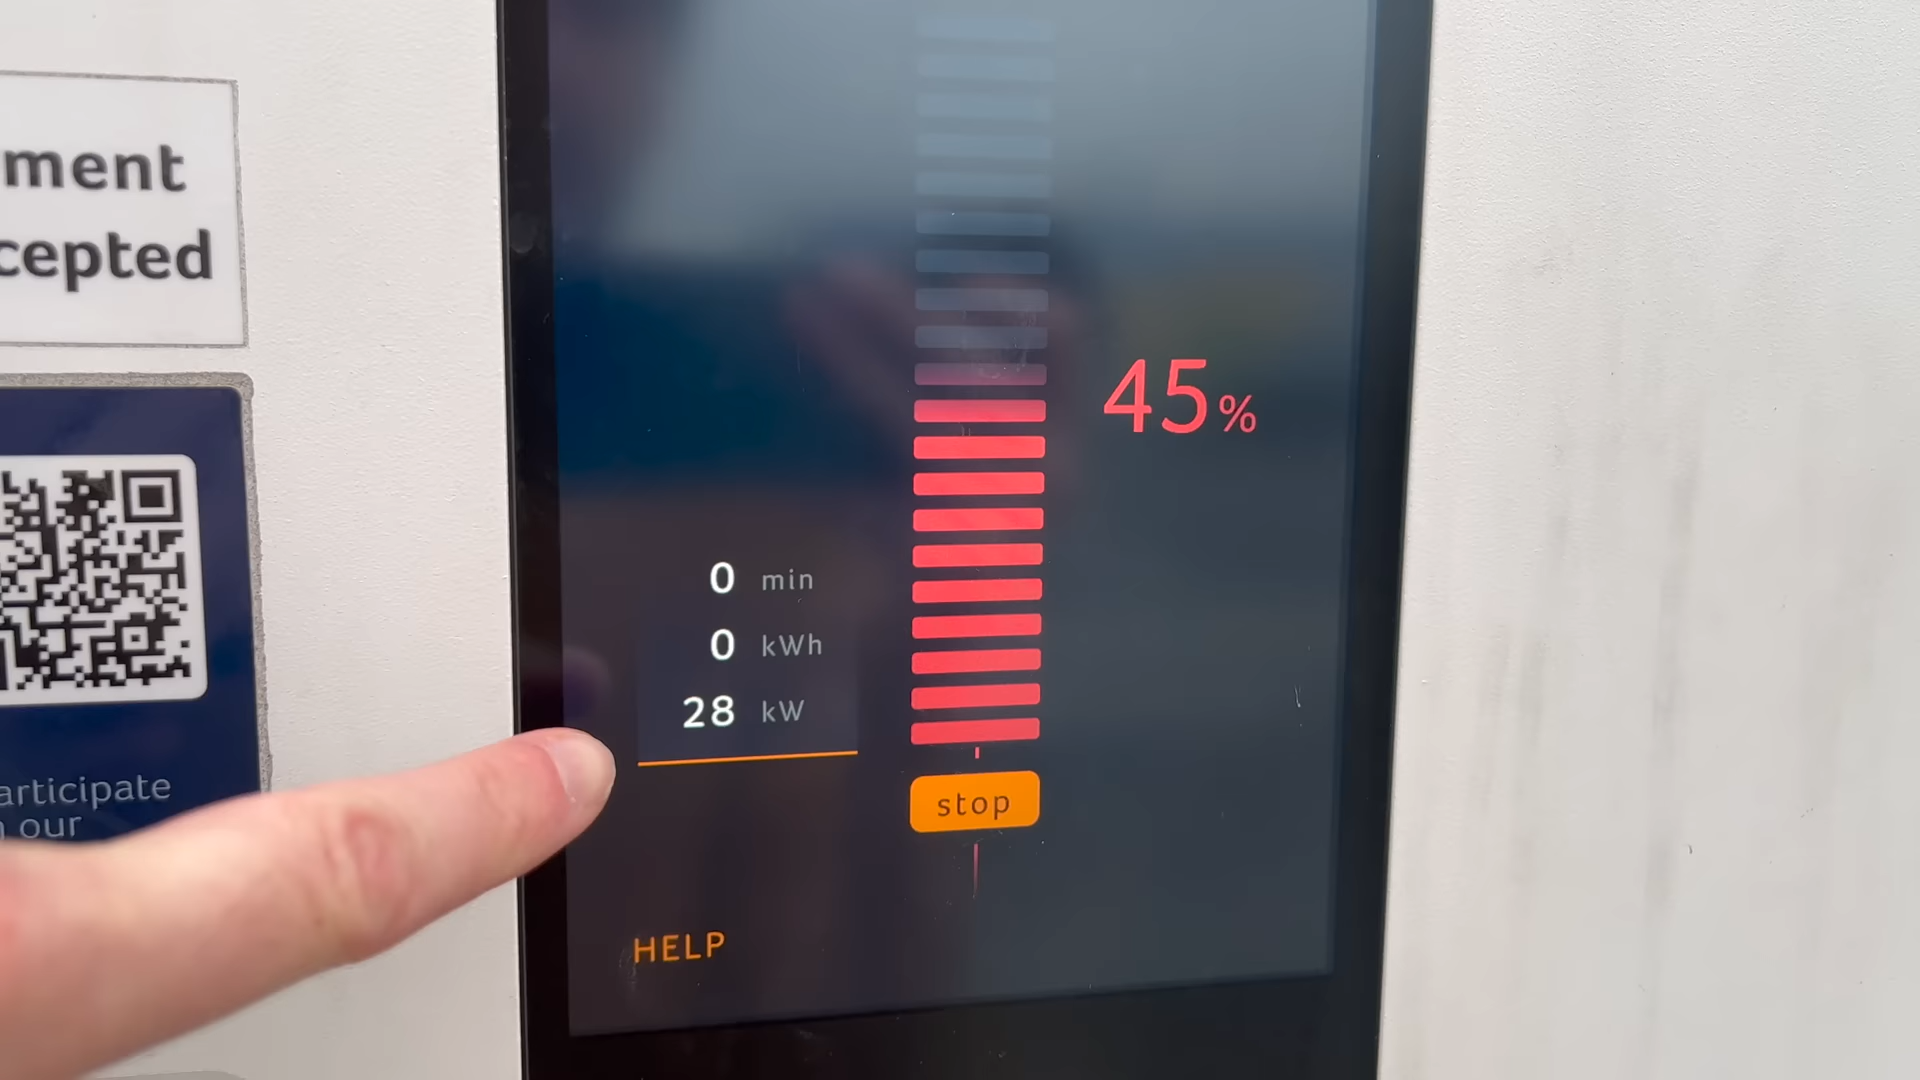 ment
cepted
articipate
our
45%
0 min
0 kWh
28 kW
stop
HELP